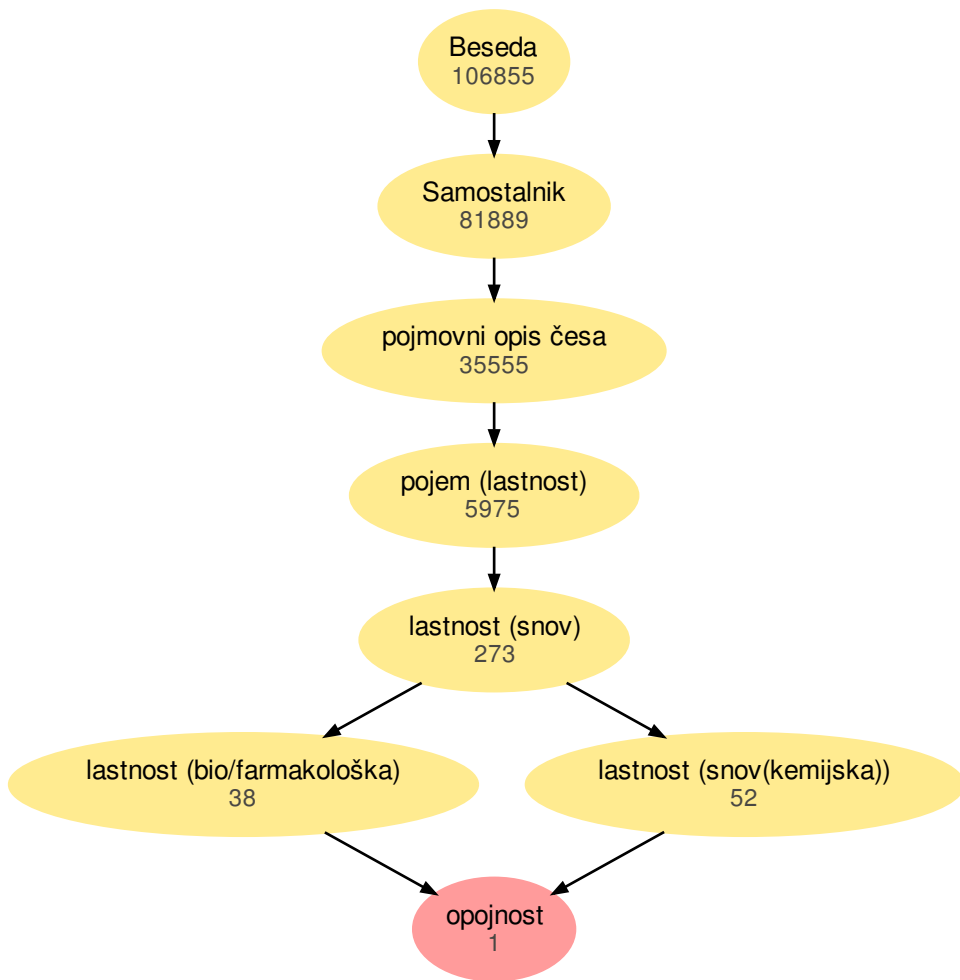 Beseda
106855
Samostalnik
81889
pojmovni opis česa
35555
pojem (lastnost)
5975
lastnost (snov)
273
lastnost (bio/farmakološka)
38
lastnost (snov(kemijska))
52
opojnost
1